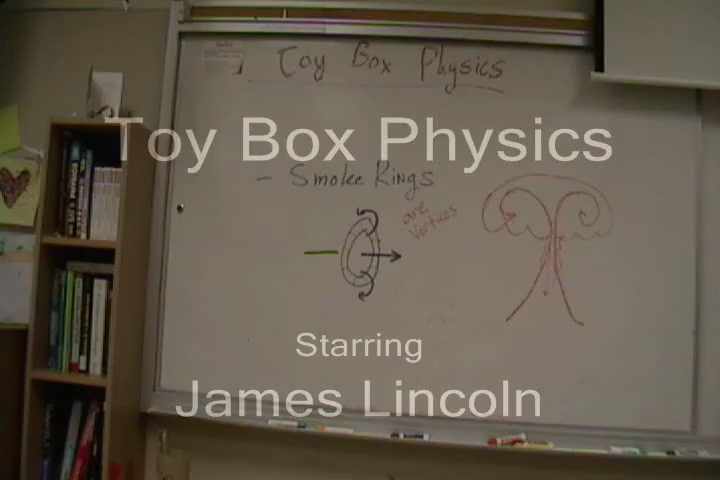 Toy Box Physics
Toy Box Physics
- Smoke Rings
are
Vortices
Starring
James Lincoln